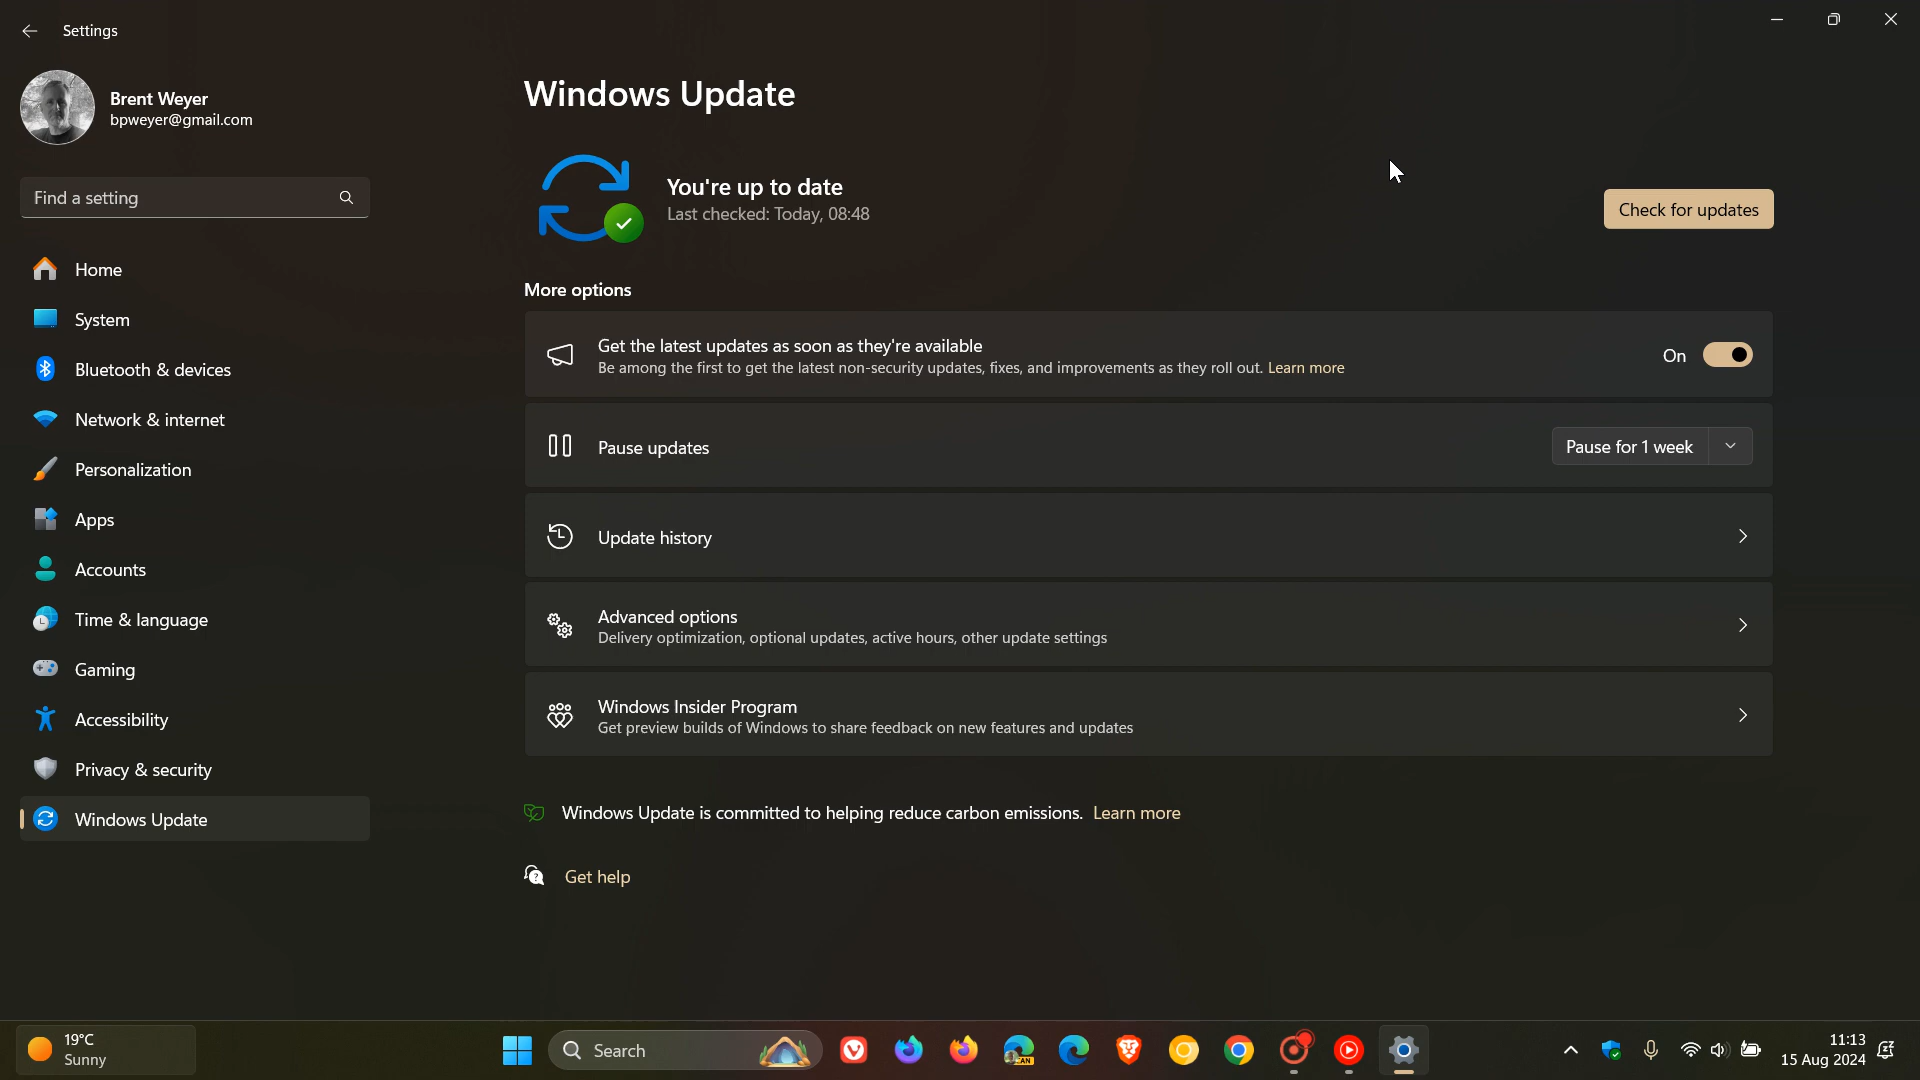 Settings
Brent Weyer
bpweyer@gmail.com
Find a setting
Home
System
Bluetooth & devices
Network & internet
Personalization
Apps
Accounts
Time & language
Gaming
Accessibility
Privacy & security
Windows Update
Windows Update
You're up to date
Last checked: Today, 08:48
Check for updates
More options
Get the latest updates as soon as they're available
Be among the first to get the latest non-security updates, fixes, and improvements as they roll out. Learn more
On
Pause updates
Pause for 1 week
Update history
Advanced options
Delivery optimization, optional updates, active hours, other update settings
Windows Insider Program
Get preview builds of Windows to share feedback on new features and updates
Windows Update is committed to helping reduce carbon emissions. Learn more
Get help
19°C
Sunny
Search
CAN
11:13
15 Aug 2024